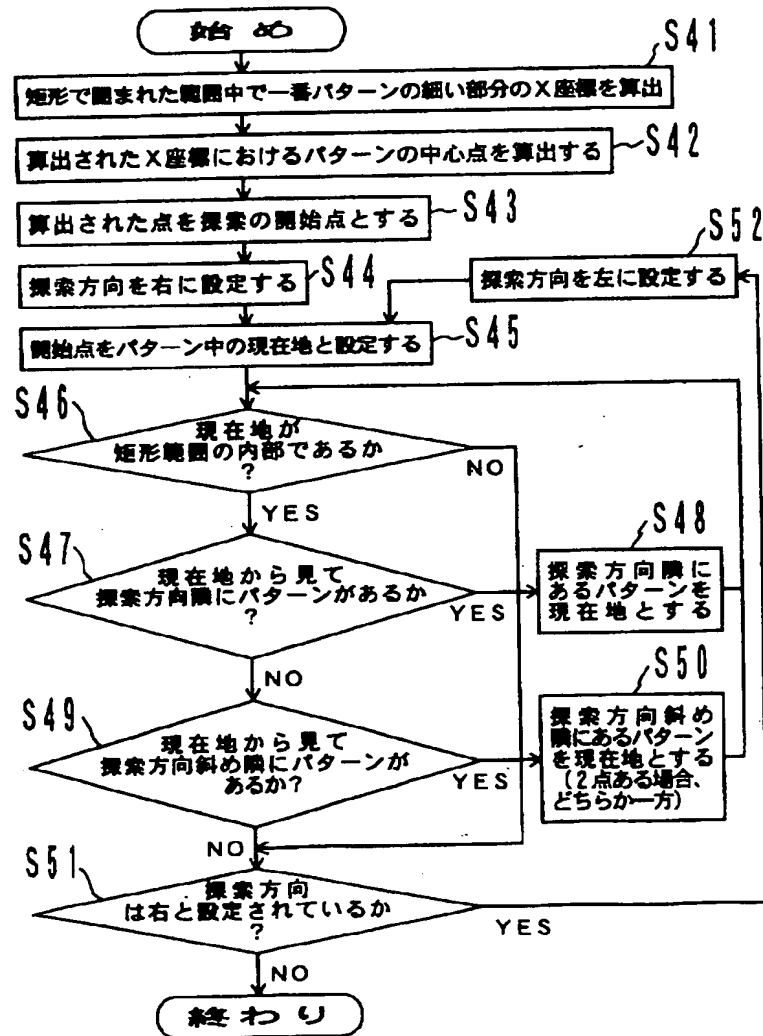 始め
S41
矩形で囲まれた範囲中で一番パターンの細い部分のX座標を算出
S42
算出されたX座標におけるパターンの中心点を算出する
S43
算出された点を探索の開始点とする
S44
探索方向を右に設定する
S52
探索方向を左に設定する
S45
開始点をパターン中の現在地と設定する
S46
現在地が
矩形範囲の内部であるか
?
NO
YES
S47
現在地から見て
探索方向隣にパターンがあるか
?
YES
S48
探索方向隣に
あるパターンを
現在地とする
NO
S49
現在地から見て
探索方向斜め隣にパターンが
あるか?
YES
S50
探索方向斜め
隣にあるパターン
を現在地とする
(2点ある場合、
どちらか一方)
NO
S51
探索方向
は右と設定されているか
?
YES
NO
終わり